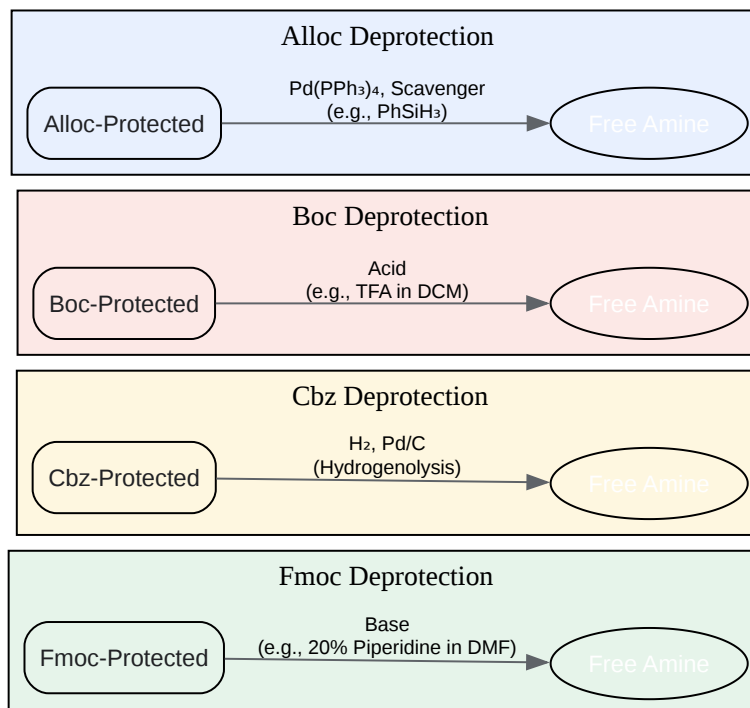 Alloc Deprotection
Alloc-Protected
Pd(PPh₃)₄, Scavenger
(e.g., PhSiH₃)
Free Amine
Boc Deprotection
Boc-Protected
Acid
(e.g., TFA in DCM)
Free Amine
Cbz Deprotection
Cbz-Protected
H₂, Pd/C
(Hydrogenolysis)
Free Amine
Fmoc Deprotection
Fmoc-Protected
Base
(e.g., 20% Piperidine in DMF)
Free Amine